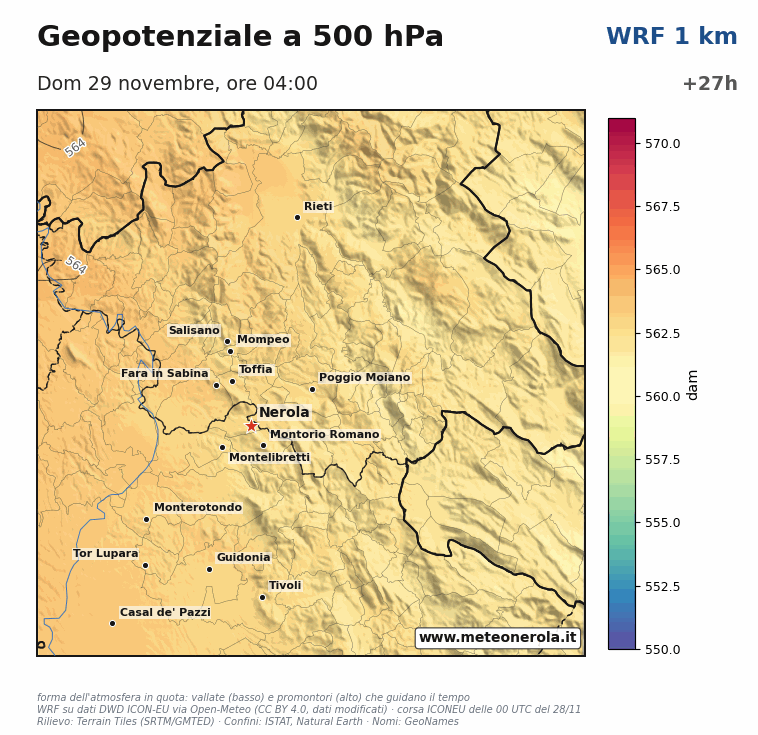 Geopotenziale a 500 hPa
WRF 1 km
Dom 29 novembre, ore 04:00
+27h
564
564
Rieti
Salisano
Mompeo
Toffia
Fara in Sabina
Poggio Moiano
Nerola
Montorio Romano
Montelibretti
Monterotondo
Tor Lupara
Guidonia
Tivoli
Casal de' Pazzi
www.meteonerola.it
570.0
567.5
565.0
562.5
560.0
557.5
555.0
552.5
550.0
dam
forma dell'atmosfera in quota: vallate (basso) e promontori (alto) che guidano il tempo
WRF su dati DWD ICON-EU via Open-Meteo (CC BY 4.0, dati modificati) · corsa ICONEU delle 00 UTC del 28/11
Rilievo: Terrain Tiles (SRTM/GMTED) · Confini: ISTAT, Natural Earth · Nomi: GeoNames